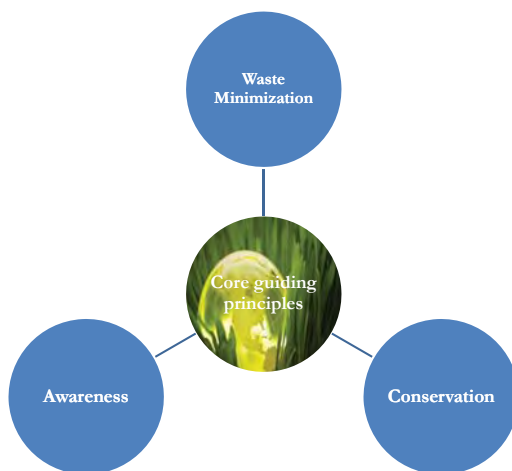 Waste
Minimization
Core guiding
principles
Awareness
Conservation